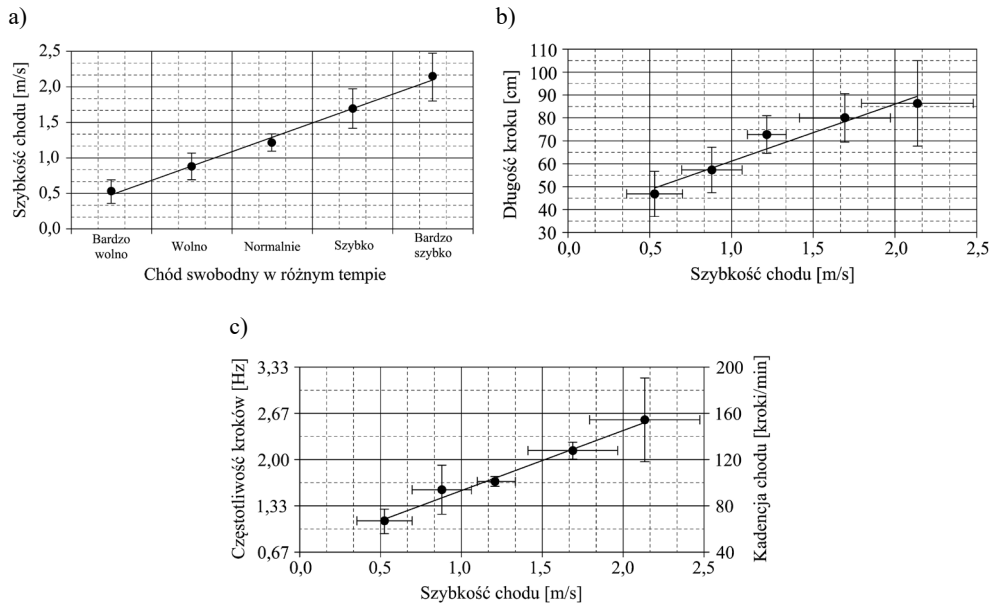 a)
Szybkość chodu [m/s]
2,5
2,0
1,5
1,0
0,5
0,0
Bardzo wolno
Wolno
Normalnie
Szybko
Bardzo szybko
Chód swobodny w różnym tempie
b)
Długość kroku [cm]
110
100
90
80
70
60
50
40
30
0,0 0,5 1,0 1,5 2,0 2,5
Szybkość chodu [m/s]
c)
Częstotliwość kroków [Hz]
3,33
2,67
2,00
1,33
0,67
200
160
120
80
40
Kadencja chodu [kroki/min]
0,0 0,5 1,0 1,5 2,0 2,5
Szybkość chodu [m/s]